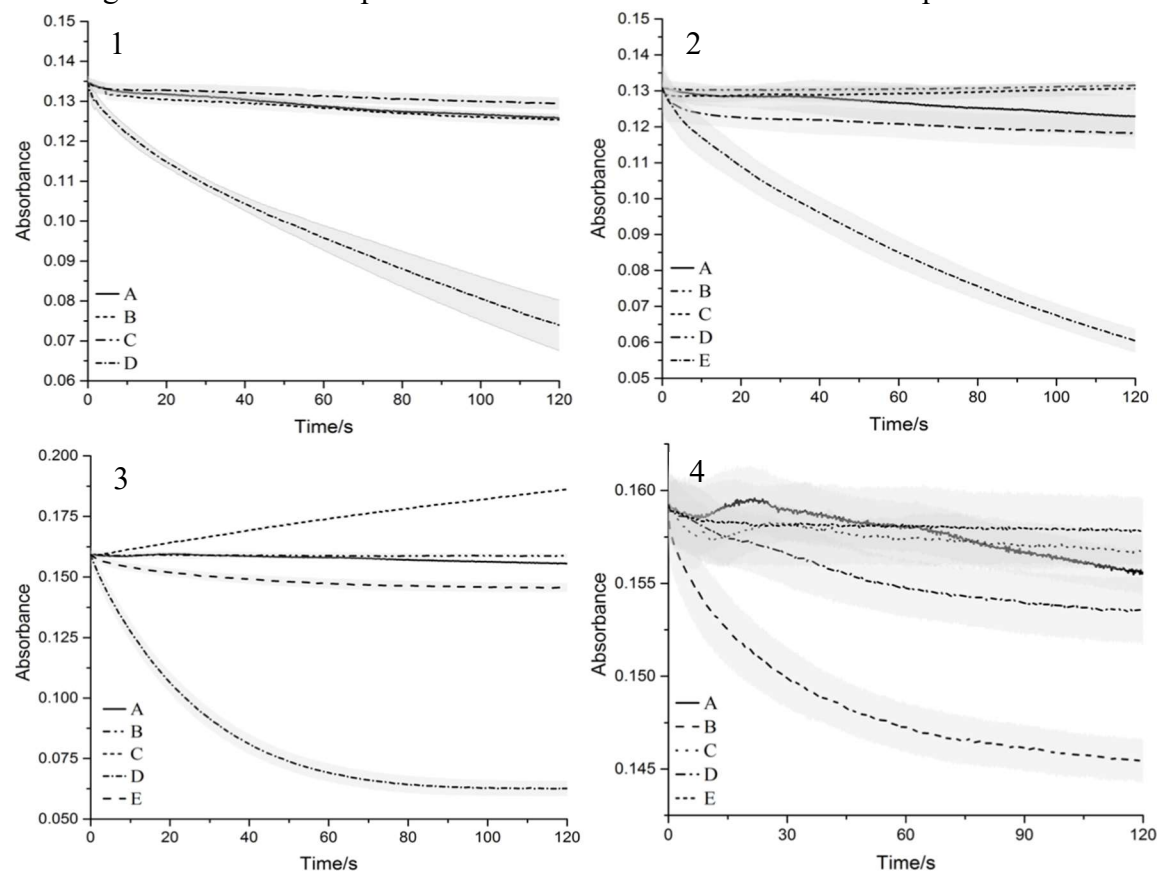 1
0.15
0.14
0.13
0.12
0.11
0.10
0.09
0.08
0.07
0.06
Absorbance
A
B
C
D
0 20 40 60 80 100 120
Time/s
2
0.15
0.14
0.13
0.12
0.11
0.10
0.09
0.08
0.07
0.06
0.05
Absorbance
A
B
C
D
E
0 20 40 60 80 100 120
Time/s
3
0.200
0.175
0.150
0.125
0.100
0.075
0.050
Absorbance
A
B
C
D
E
0 20 40 60 80 100 120
Time/s
4
0.160
0.155
0.150
0.145
Absorbance
A
B
C
D
E
0 30 60 90 120
Time/s